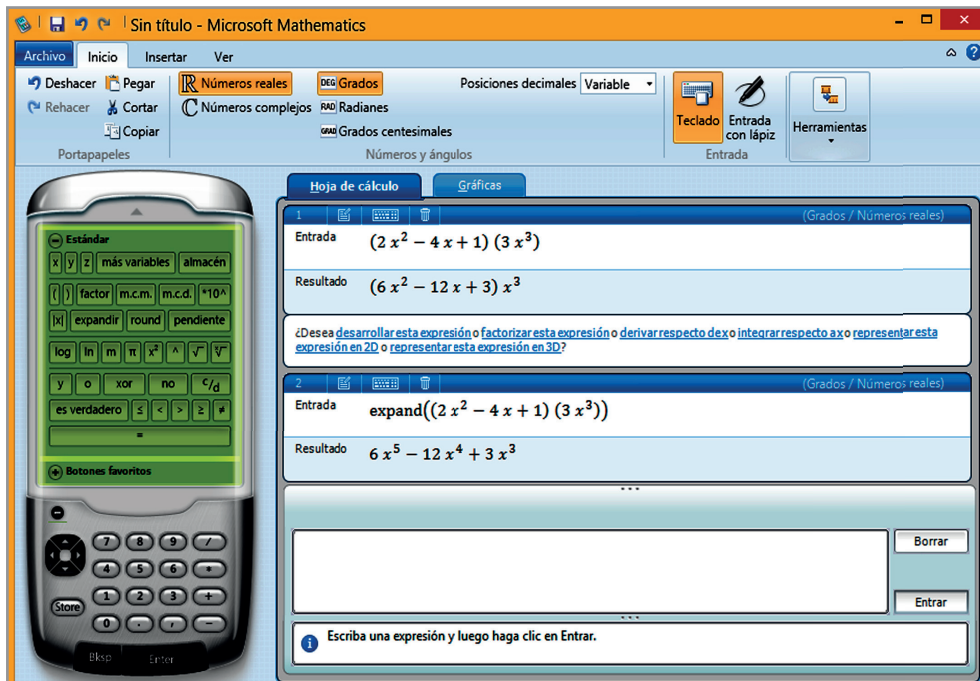 Sin título - Microsoft Mathematics
Archivo Inicio Insertar Ver
Deshacer Pegar
Rehacer Cortar
Copiar
Portapapeles
ℝ Números reales
ℂ Números complejos
DEG Grados
RAD Radianes
GRAD Grados centesimales
Posiciones decimales Variable
Números y ángulos
Teclado
Entrada con lápiz
Entrada
Herramientas
Estándar
x y z más variables almacén
( ) factor m.c.m. m.c.d. *10^
|x| expandir round pendiente
log ln m π x² ^ √ ∜
y o xor no c/d
es verdadero ≤ < > ≥ ≠
=
Botones favoritos
7 8 9 /
4 5 6 *
Store 1 2 3 +
0 . , −
Bksp Enter
Hoja de cálculo Gráficas
1 (Grados / Números reales)
Entrada (2 x² − 4 x + 1) (3 x³)
Resultado (6 x² − 12 x + 3) x³
¿Desea desarrollar esta expresión o factorizar esta expresión o derivar respecto de x o integrar respecto a x o representar esta
expresión en 2D o representar esta expresión en 3D?
2 (Grados / Números reales)
Entrada expand((2 x² − 4 x + 1) (3 x³))
Resultado 6 x⁵ − 12 x⁴ + 3 x³
Borrar
Entrar
Escriba una expresión y luego haga clic en Entrar.